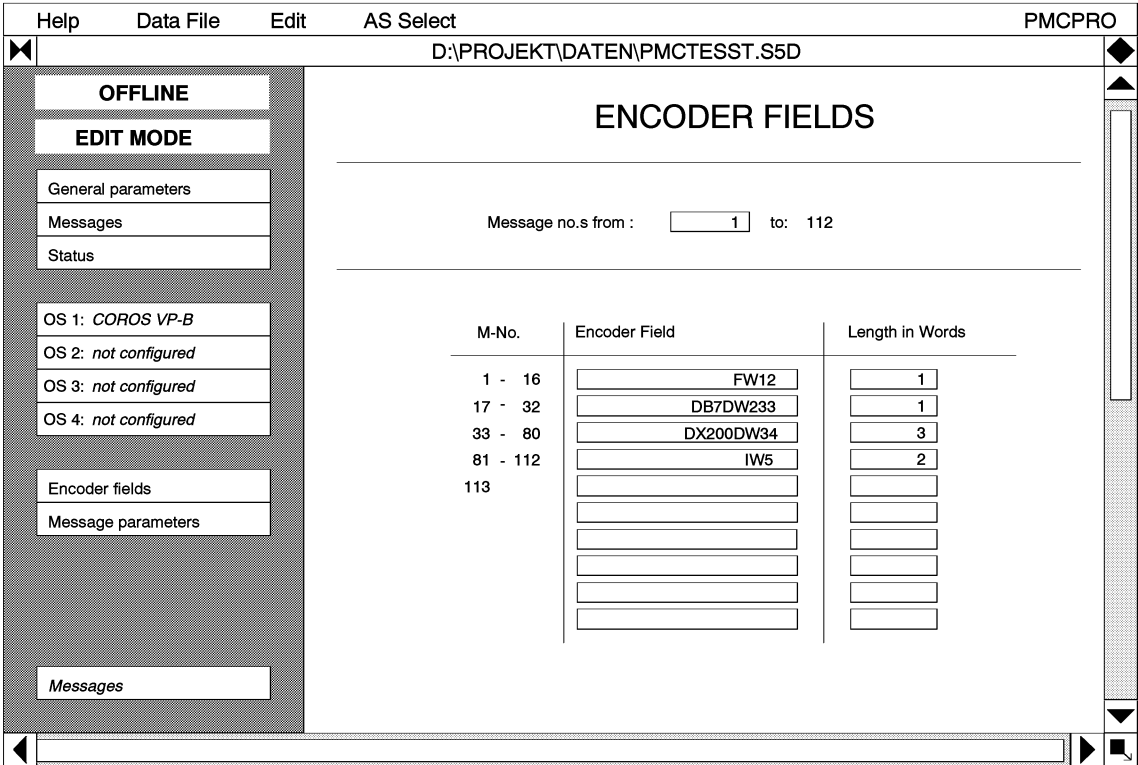 Help Data File Edit AS Select PMCPRO
D:\PROJEKT\DATEN\PMCTESST.S5D
OFFLINE
EDIT MODE
General parameters
Messages
Status
OS 1: COROS VP-B
OS 2: not configured
OS 3: not configured
OS 4: not configured
Encoder fields
Message parameters
Messages
ENCODER FIELDS
Message no.s from : 1 to: 112
M-No. Encoder Field Length in Words
1 - 16 FW12 1
17 - 32 DB7DW233 1
33 - 80 DX200DW34 3
81 - 112 IW5 2
113